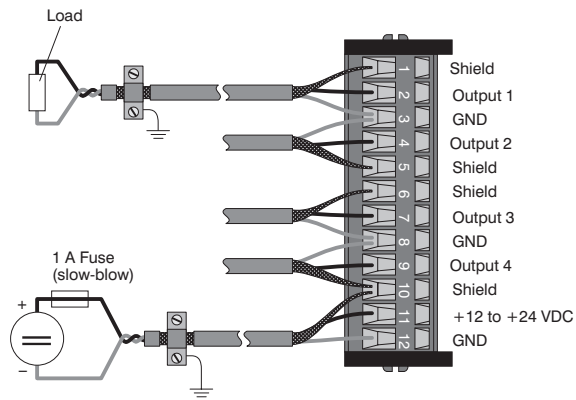 Load
1 Shield
2 Output 1
3 GND
4 Output 2
5 Shield
6 Shield
7 Output 3
8 GND
9 Output 4
10 Shield
11 +12 to +24 VDC
12 GND
1 A Fuse
(slow-blow)
+
−